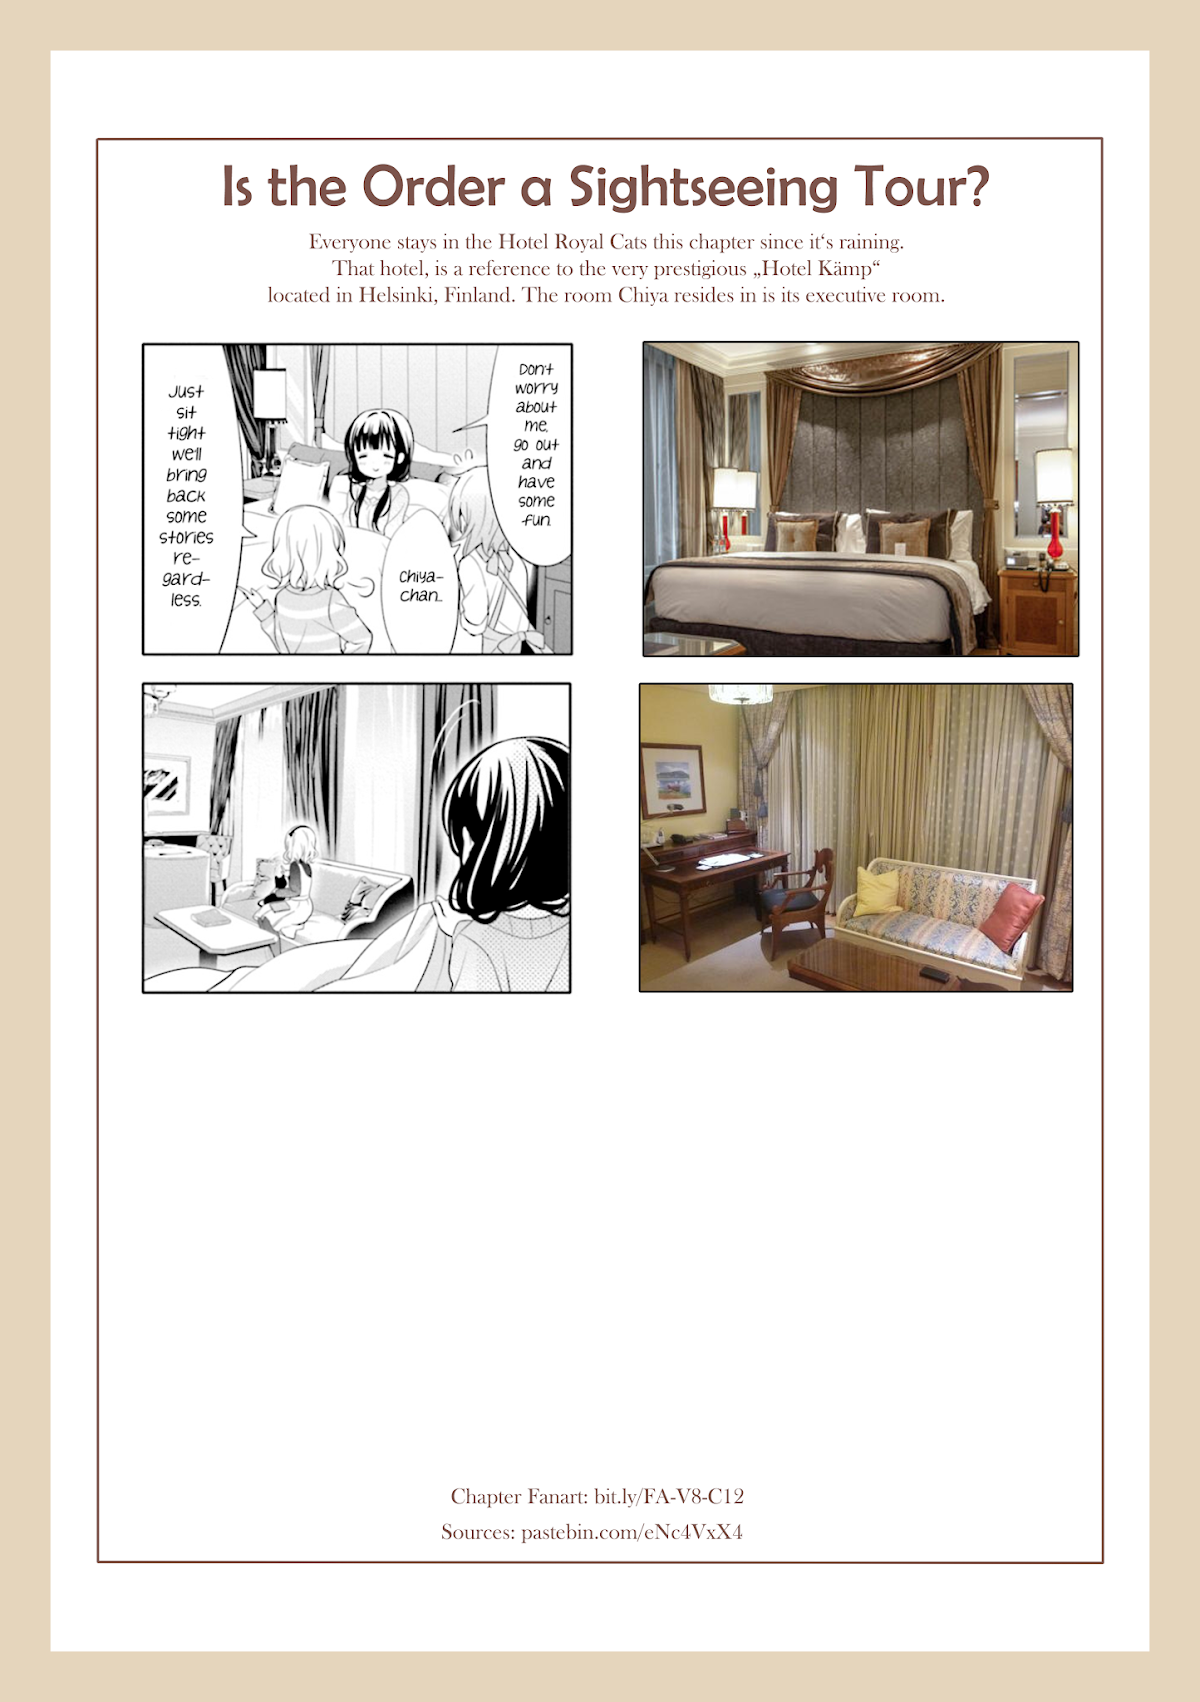 Is the Order a Sightseeing Tour?
Everyone stays in the Hotel Royal Cats this chapter since it‘s raining.
That hotel, is a reference to the very prestigious „Hotel Kämp“
located in Helsinki, Finland. The room Chiya resides in is its executive room.
Don't
worry
about
me,
go out
and
have
some
fun.
Chiya-
chan...
Just
sit
tight
we'll
bring
back
some
stories
re-
gard-
less.
Chapter Fanart: bit.ly/FA-V8-C12
Sources: pastebin.com/eNc4VxX4